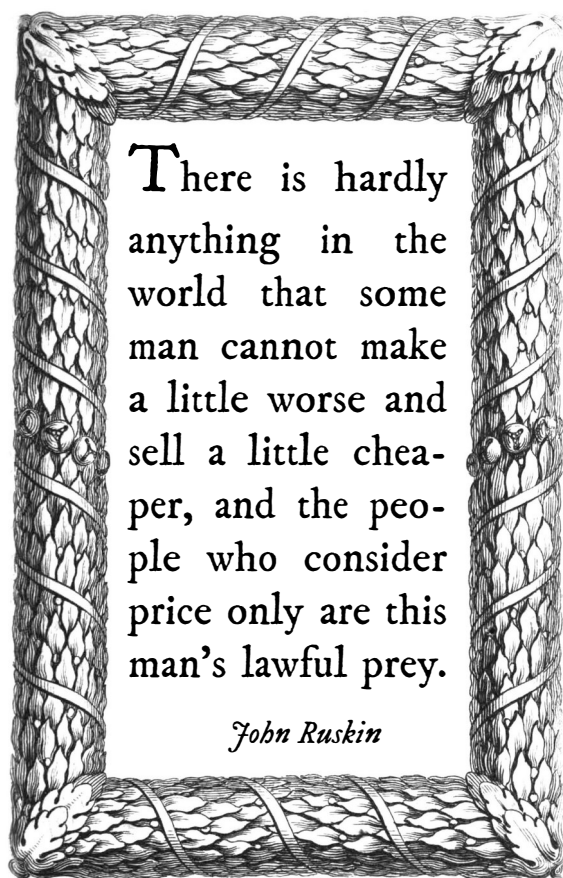 There is hardly
anything in the
world that some
man cannot make
a little worse and
sell a little chea-
per, and the peo-
ple who consider
price only are this
man's lawful prey.
John Ruskin